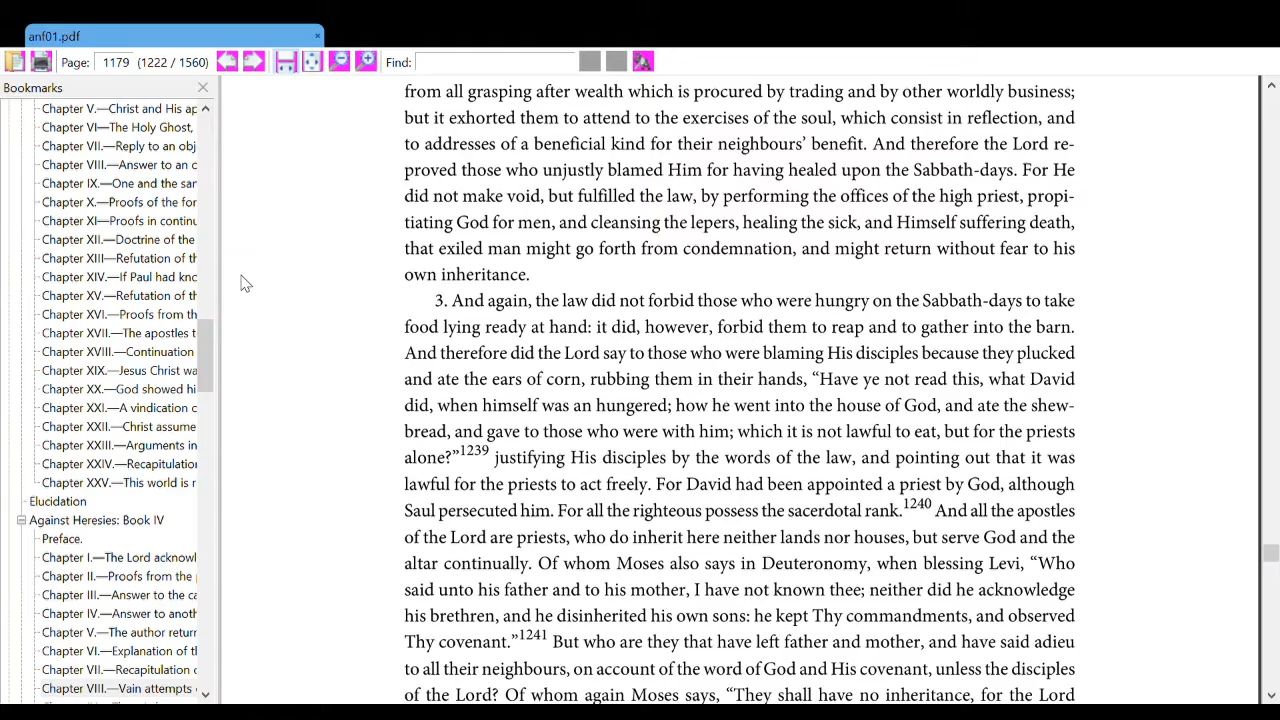 anf01.pdf ×
Page: 1179 (1222 / 1560) Find:
Bookmarks
Chapter V.—Christ and His ap
Chapter VI—The Holy Ghost,
Chapter VII.—Reply to an obj
Chapter VIII.—Answer to an o
Chapter IX.—One and the sar
Chapter X.—Proofs of the for
Chapter XI—Proofs in continu
Chapter XII.—Doctrine of the
Chapter XIII—Refutation of th
Chapter XIV.—If Paul had kno
Chapter XV.—Refutation of th
Chapter XVI.—Proofs from th
Chapter XVII.—The apostles t
Chapter XVIII.—Continuation
Chapter XIX.—Jesus Christ wa
Chapter XX.—God showed hi
Chapter XXI.—A vindication c
Chapter XXII.—Christ assume
Chapter XXIII.—Arguments in
Chapter XXIV.—Recapitulation
Chapter XXV.—This world is r
Elucidation
Against Heresies: Book IV
Preface.
Chapter I.—The Lord acknowl
Chapter II.—Proofs from the
Chapter III.—Answer to the ca
Chapter IV.—Answer to anoth
Chapter V.—The author return
Chapter VI.—Explanation of th
Chapter VII.—Recapitulation o
Chapter VIII.—Vain attempts
from all grasping after wealth which is procured by trading and by other worldly business;
but it exhorted them to attend to the exercises of the soul, which consist in reflection, and
to addresses of a beneficial kind for their neighbours’ benefit. And therefore the Lord re-
proved those who unjustly blamed Him for having healed upon the Sabbath-days. For He
did not make void, but fulfilled the law, by performing the offices of the high priest, propi-
tiating God for men, and cleansing the lepers, healing the sick, and Himself suffering death,
that exiled man might go forth from condemnation, and might return without fear to his
own inheritance.
3. And again, the law did not forbid those who were hungry on the Sabbath-days to take
food lying ready at hand: it did, however, forbid them to reap and to gather into the barn.
And therefore did the Lord say to those who were blaming His disciples because they plucked
and ate the ears of corn, rubbing them in their hands, “Have ye not read this, what David
did, when himself was an hungered; how he went into the house of God, and ate the shew-
bread, and gave to those who were with him; which it is not lawful to eat, but for the priests
alone?”1239 justifying His disciples by the words of the law, and pointing out that it was
lawful for the priests to act freely. For David had been appointed a priest by God, although
Saul persecuted him. For all the righteous possess the sacerdotal rank.1240 And all the apostles
of the Lord are priests, who do inherit here neither lands nor houses, but serve God and the
altar continually. Of whom Moses also says in Deuteronomy, when blessing Levi, “Who
said unto his father and to his mother, I have not known thee; neither did he acknowledge
his brethren, and he disinherited his own sons: he kept Thy commandments, and observed
Thy covenant.”1241 But who are they that have left father and mother, and have said adieu
to all their neighbours, on account of the word of God and His covenant, unless the disciples
of the Lord? Of whom again Moses says, “They shall have no inheritance, for the Lord